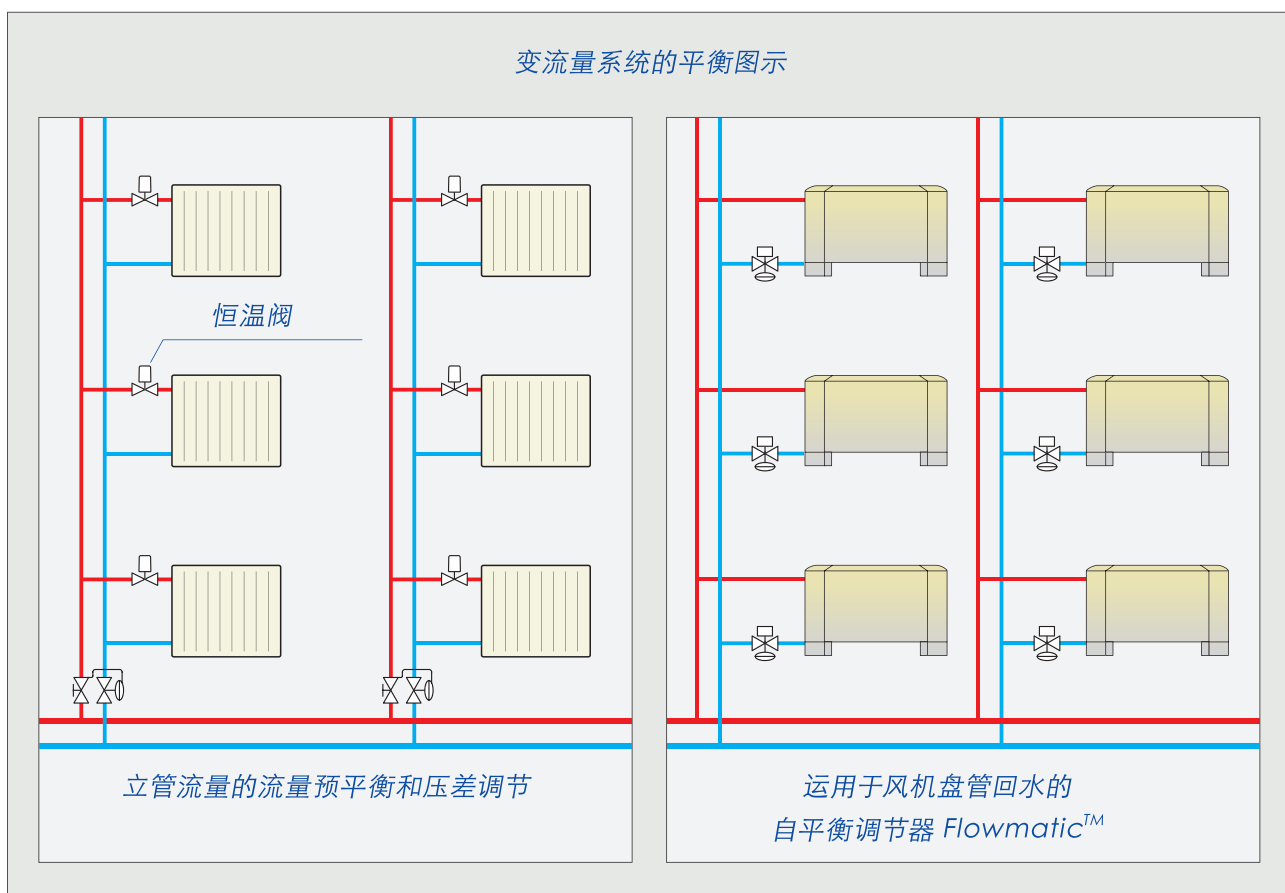 变流量系统的平衡图示
恒温阀
立管流量的流量预平衡和压差调节
运用于风机盘管回水的
自平衡调节器 Flowmatic™